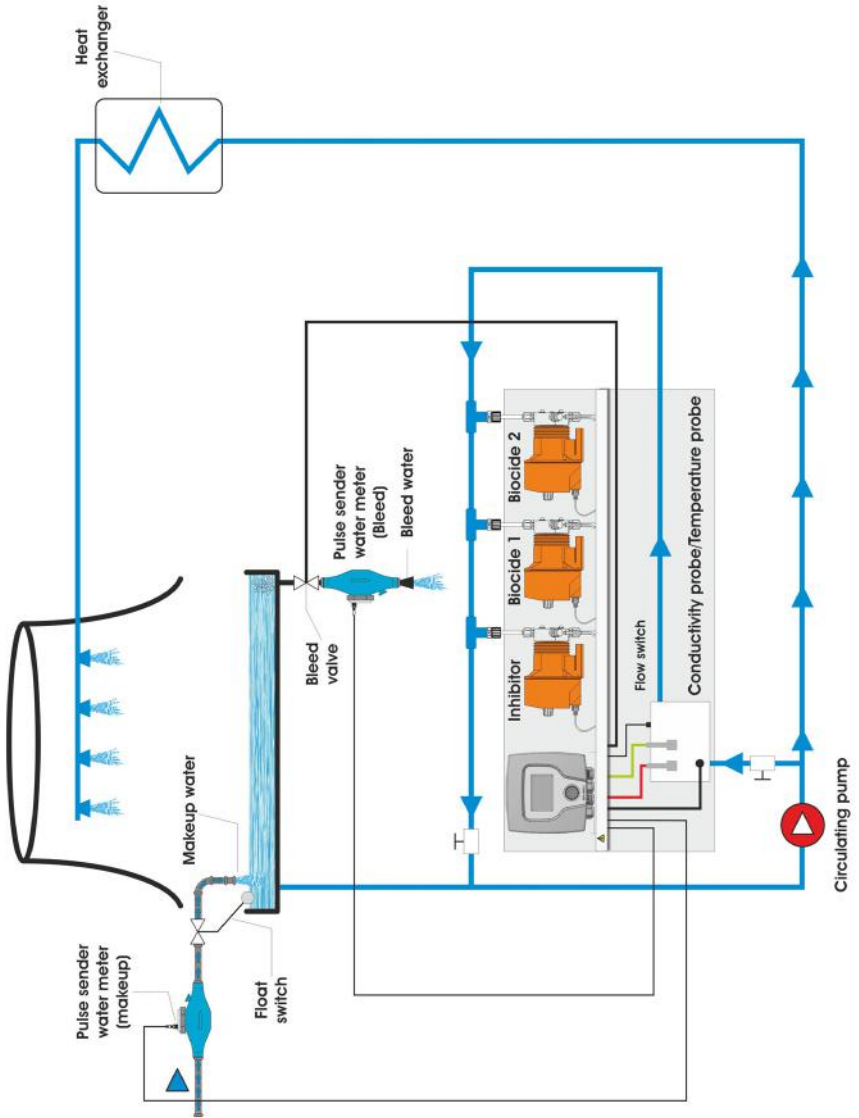 Heat
exchanger
Makeup water
Pulse sender
water meter
(makeup)
Float
switch
Bleed
valve
Pulse sender
water meter
(Bleed)
Bleed water
Inhibitor
Biocide 1
Biocide 2
Flow switch
Conductivity probe/Temperature probe
Circulating pump